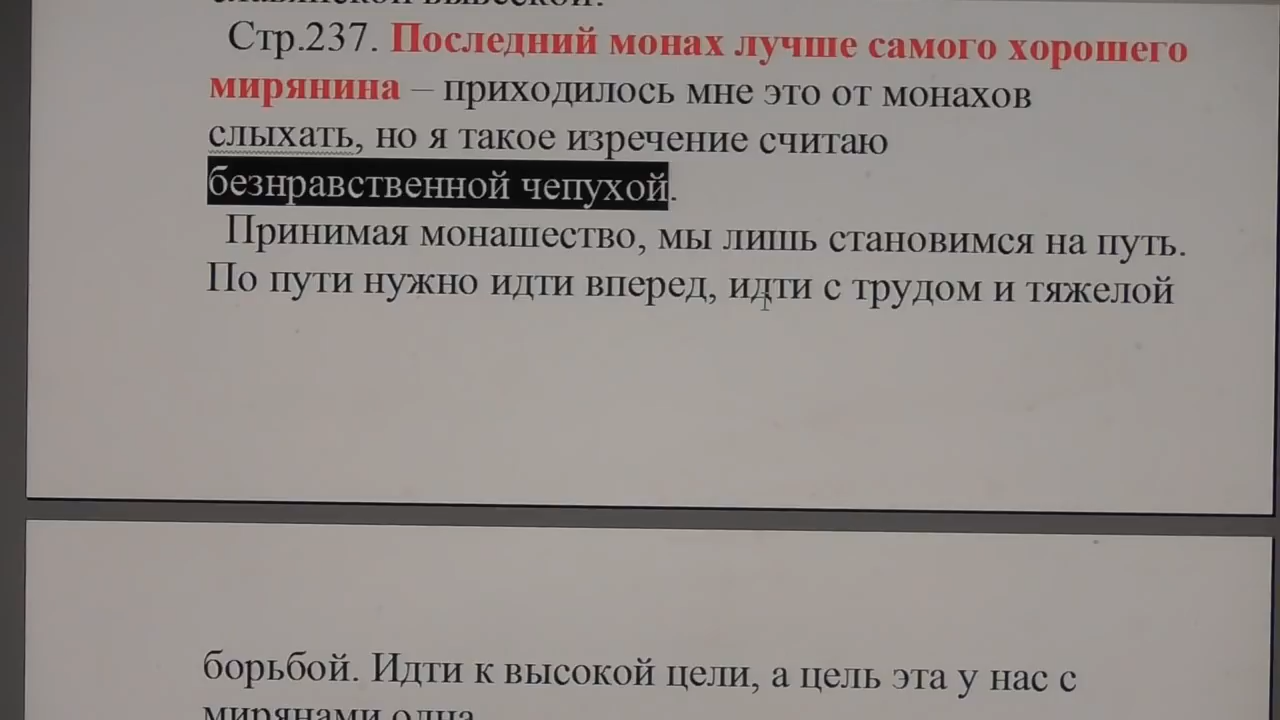 Стр.237. Последний монах лучше самого хорошего
мирянина – приходилось мне это от монахов
слыхать, но я такое изречение считаю
безнравственной чепухой.
Принимая монашество, мы лишь становимся на путь.
По пути нужно идти вперед, идти с трудом и тяжелой
борьбой. Идти к высокой цели, а цель эта у нас с
мирянами одна